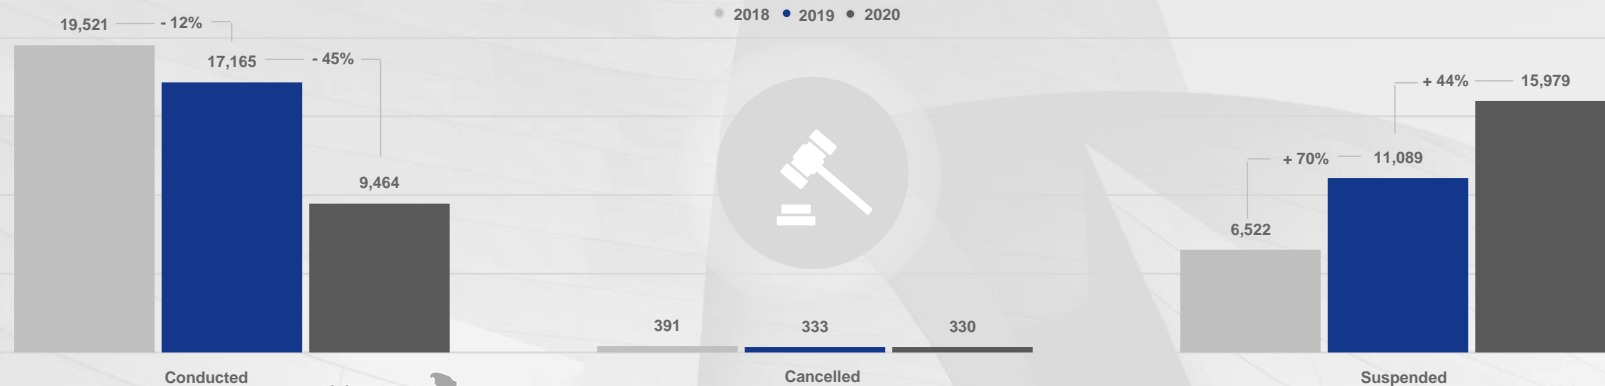 2018 2019 2020
19,521 - 12%
17,165 - 45%
9,464
391 333 330
+ 44% 15,979
+ 70% 11,089
6,522
Conducted Cancelled Suspended